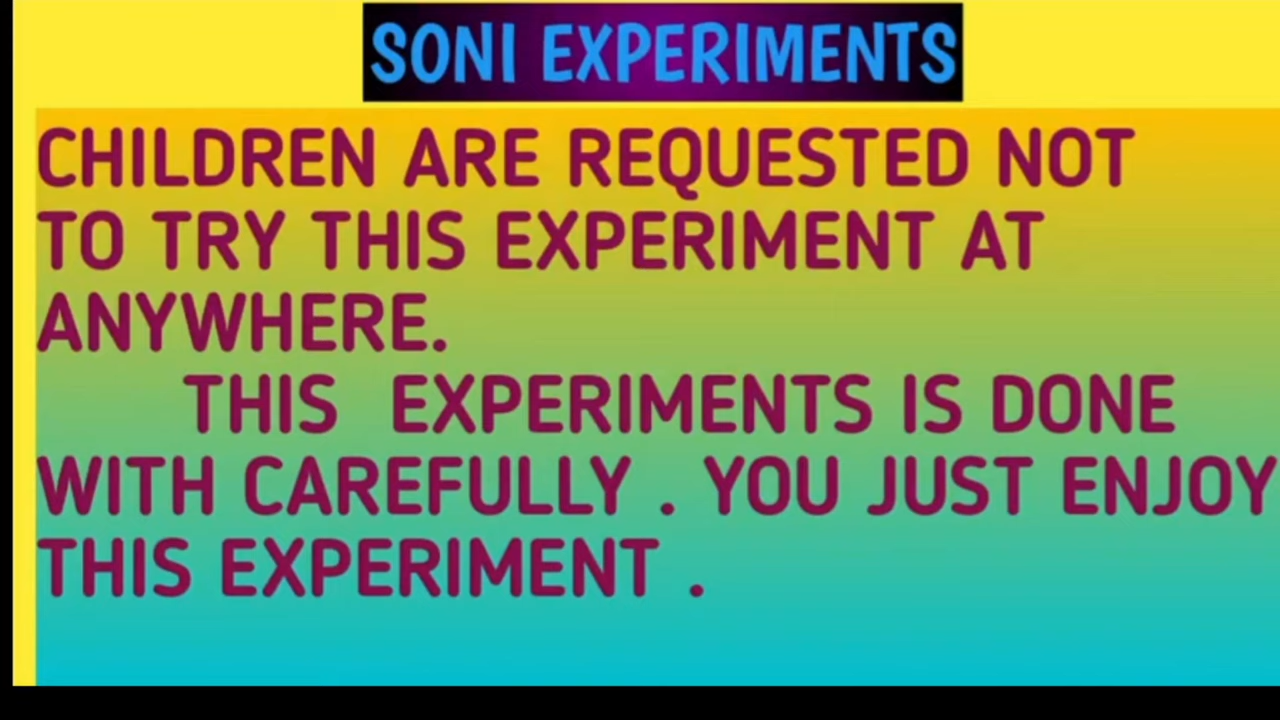 SONI EXPERIMENTS
CHILDREN ARE REQUESTED NOT
TO TRY THIS EXPERIMENT AT
ANYWHERE.
THIS EXPERIMENTS IS DONE
WITH CAREFULLY . YOU JUST ENJOY
THIS EXPERIMENT .